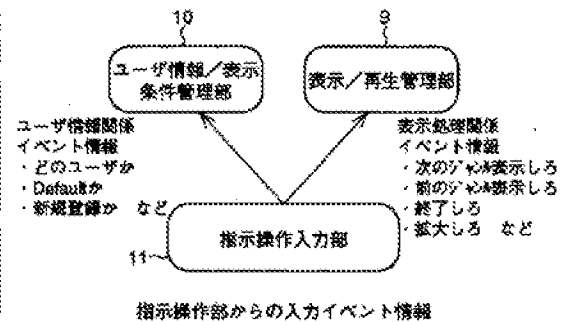 10
9
ユーザ情報／表示
条件管理部
表示／再生管理部
ユーザ情報関係
イベント情報
・どのユーザか
・Defaultか
・新規登録か など
表示処理関係
イベント情報
・次のジャンル表示しろ
・前のジャンル表示しろ
・終了しろ
・拡大しろ など
指示操作入力部
11
指示操作部からの入力イベント情報